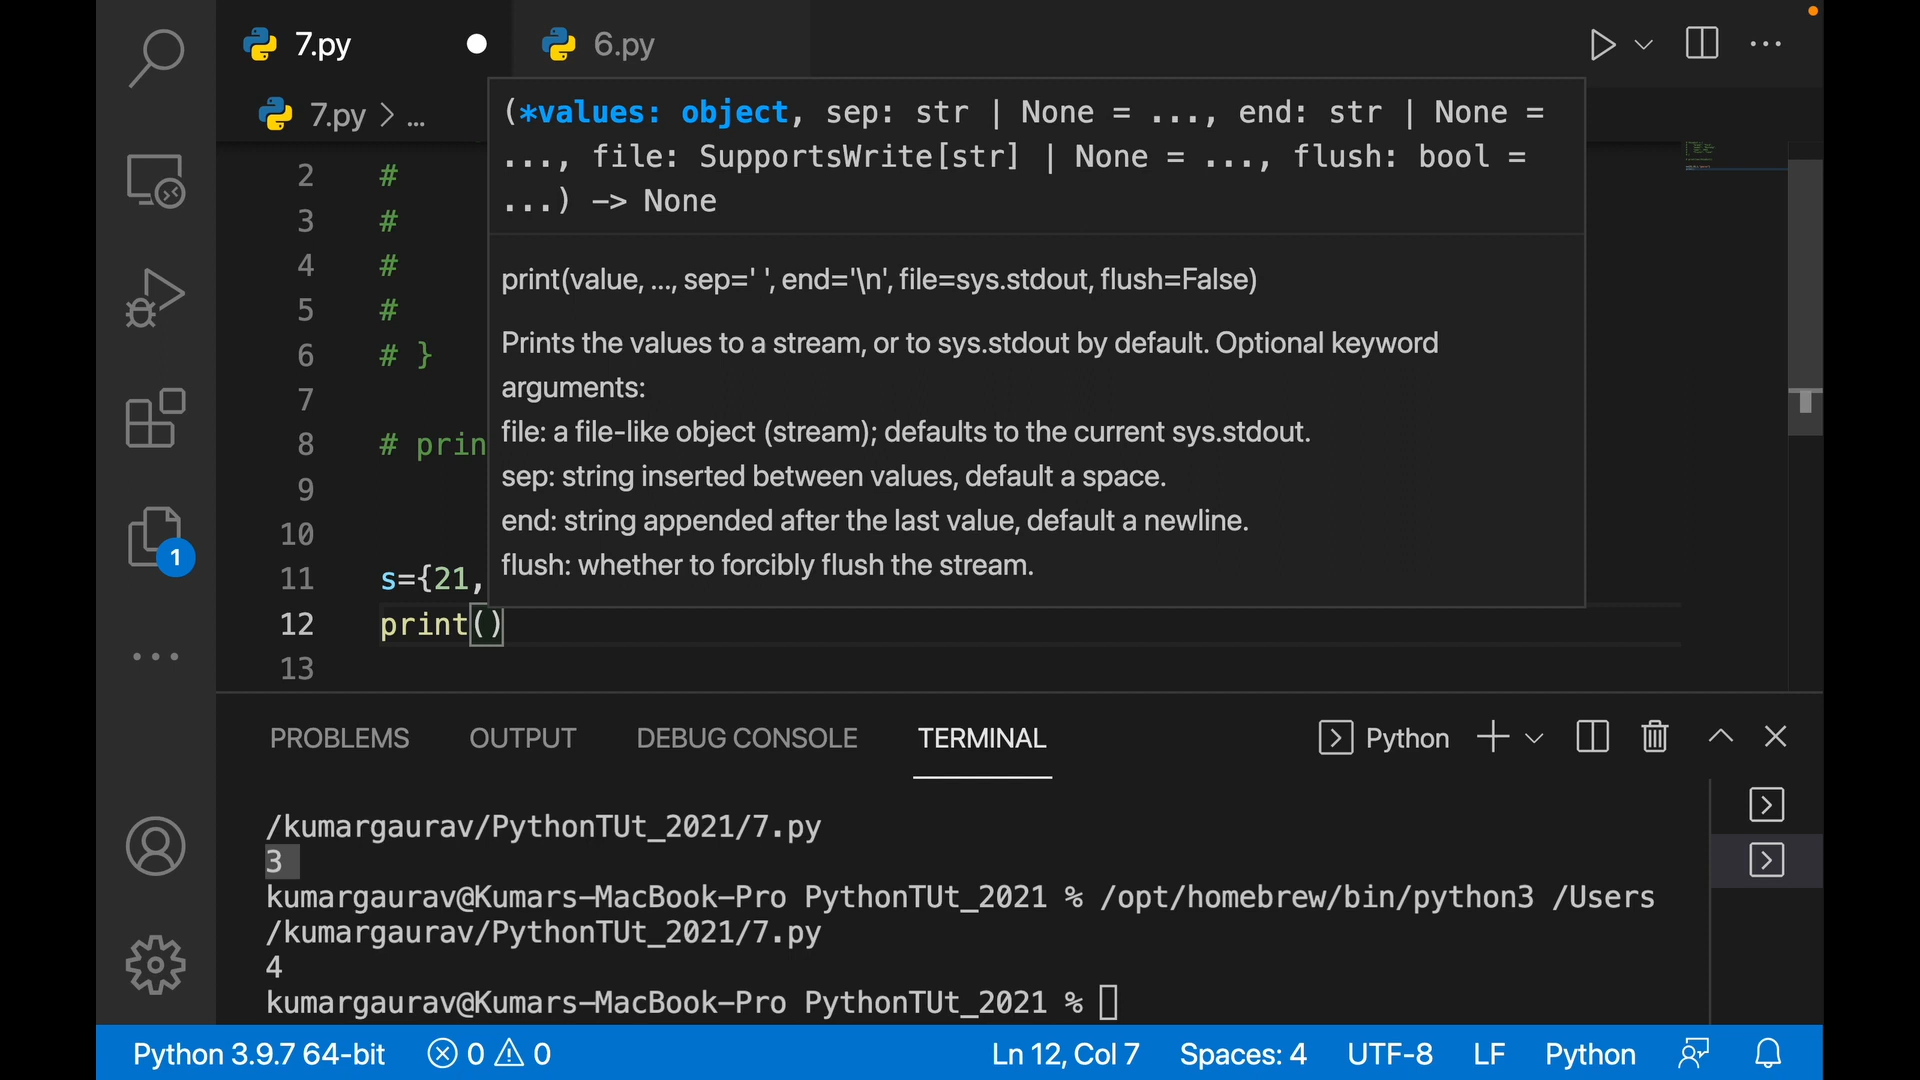 7.py
6.py
7.py > ...
(*values: object, sep: str | None = ..., end: str | None =
..., file: SupportsWrite[str] | None = ..., flush: bool =
...) -> None
print(value, ..., sep=' ', end='\n', file=sys.stdout, flush=False)
Prints the values to a stream, or to sys.stdout by default. Optional keyword
arguments:
file: a file-like object (stream); defaults to the current sys.stdout.
sep: string inserted between values, default a space.
end: string appended after the last value, default a newline.
flush: whether to forcibly flush the stream.
2 #
3 #
4 #
5 #
6 # }
7
8 # prin
9
10
11 s={21,
12 print()
13
1
PROBLEMS OUTPUT DEBUG CONSOLE TERMINAL Python
/kumargaurav/PythonTUt_2021/7.py
3
kumargaurav@Kumars-MacBook-Pro PythonTUt_2021 % /opt/homebrew/bin/python3 /Users
/kumargaurav/PythonTUt_2021/7.py
4
kumargaurav@Kumars-MacBook-Pro PythonTUt_2021 %
Python 3.9.7 64-bit 0 0 Ln 12, Col 7 Spaces: 4 UTF-8 LF Python